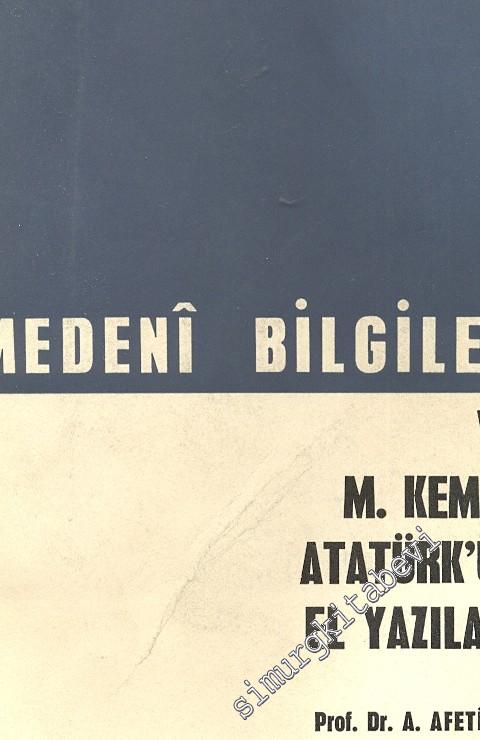 MEDENÎ BİLGİLE
M. KEM
ATATÜRK'Ü
EL YAZILA
Prof. Dr. A. AFETİ
simurgkitabevi